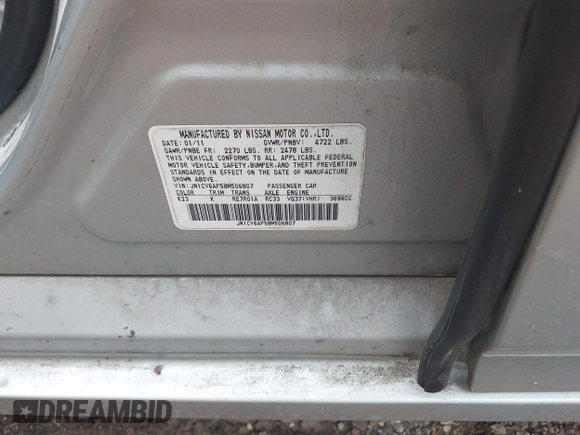 MANUFACTURED BY NISSAN MOTOR CO.,LTD.
DATE: 01/11 GVWR/PNBV: 4722 LBS.
GAWR/PNBE FR: 2270 LBS. RR: 2478 LBS.
THIS VEHICLE CONFORMS TO ALL APPLICABLE FEDERAL
MOTOR VEHICLE SAFETY, BUMPER, AND THEFT PREVENTION
STANDARDS IN EFFECT ON THE DATE OF MANUFACTURE
SHOWN ABOVE.
VIN: JN1CV6AP5BM506807 PASSENGER CAR
COLOR TRIM TRANS AXLE ENGINE
K23 K RE7R01A RC33 VQ37(VHR) 3696CC
JN1CV6AP5BM506807
DREAMBID